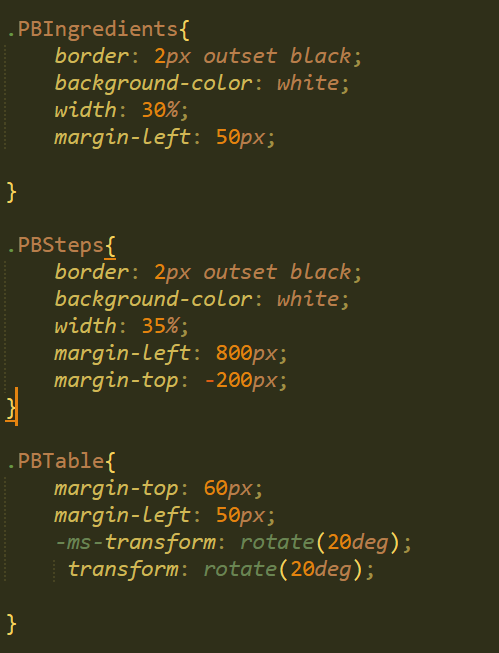 .PBIngredients{
border: 2px outset black;
background-color: white;
width: 30%;
margin-left: 50px;
}
.PBSteps{
border: 2px outset black;
background-color: white;
width: 35%;
margin-left: 800px;
margin-top: -200px;
}
.PBTable{
margin-top: 60px;
margin-left: 50px;
-ms-transform: rotate(20deg);
transform: rotate(20deg);
}